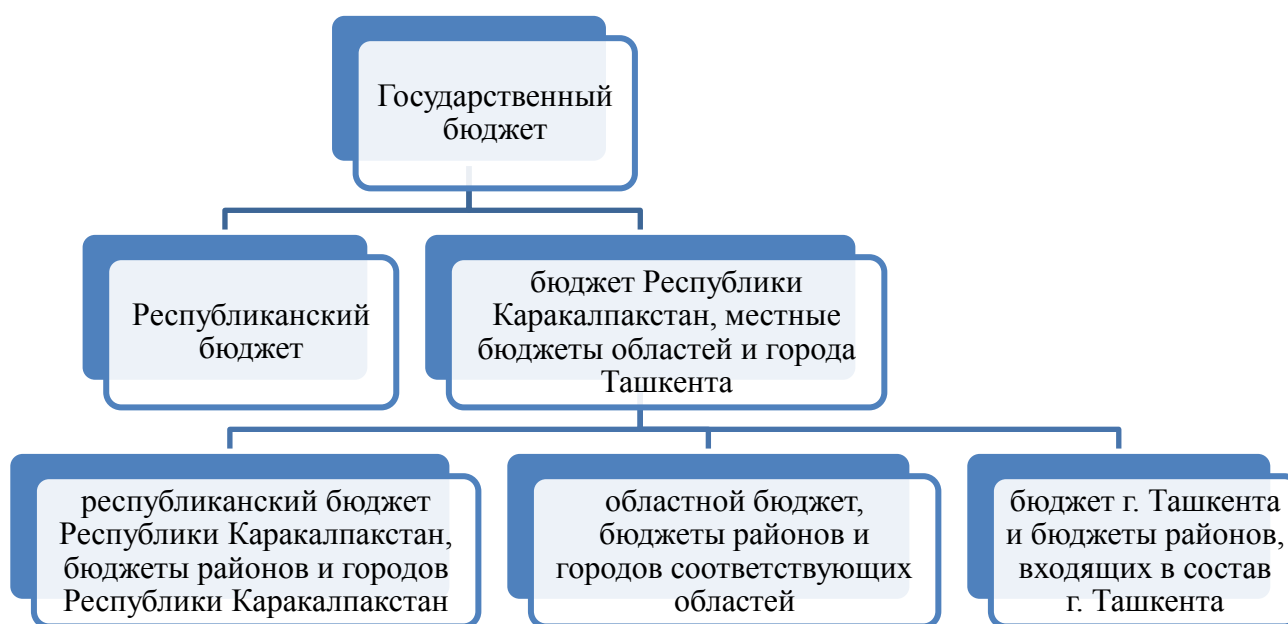 Государственный
бюджет
Республиканский
бюджет
бюджет Республики
Каракалпакстан, местные
бюджеты областей и города
Ташкента
республиканский бюджет
Республики Каракалпакстан,
бюджеты районов и городов
Республики Каракалпакстан
областной бюджет,
бюджеты районов и
городов соответствующих
областей
бюджет г. Ташкента
и бюджеты районов,
входящих в состав
г. Ташкента